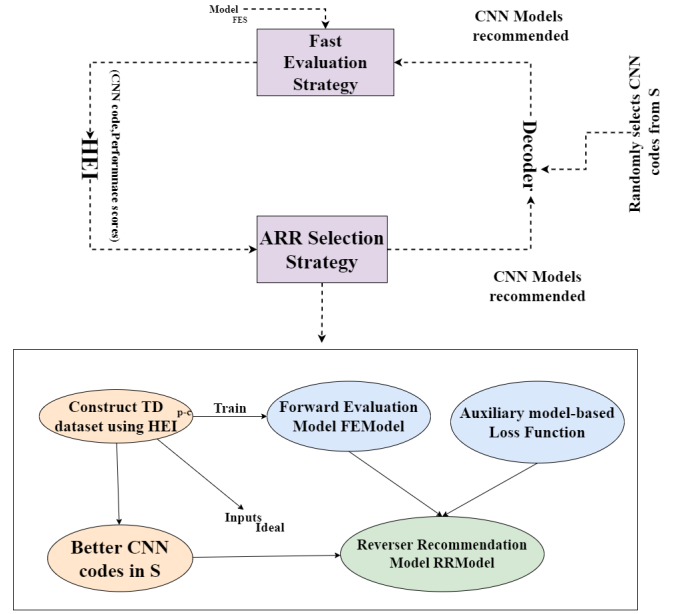 Model
FES
CNN Models
recommended
Fast
Evaluation
Strategy
HEI
(CNN code,Performnace scores)
Decoder
Randomly selects CNN
codes from S
ARR Selection
Strategy
CNN Models
recommended
Construct TD p-c
dataset using HEI
Train
Forward Evaluation
Model FEModel
Auxiliary model-based
Loss Function
Inputs
Ideal
Better CNN
codes in S
Reverser Recommendation
Model RRModel